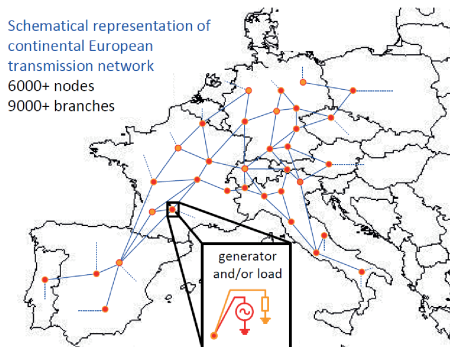 Schematical representation of
continental European
transmission network
6000+ nodes
9000+ branches
generator
and/or load